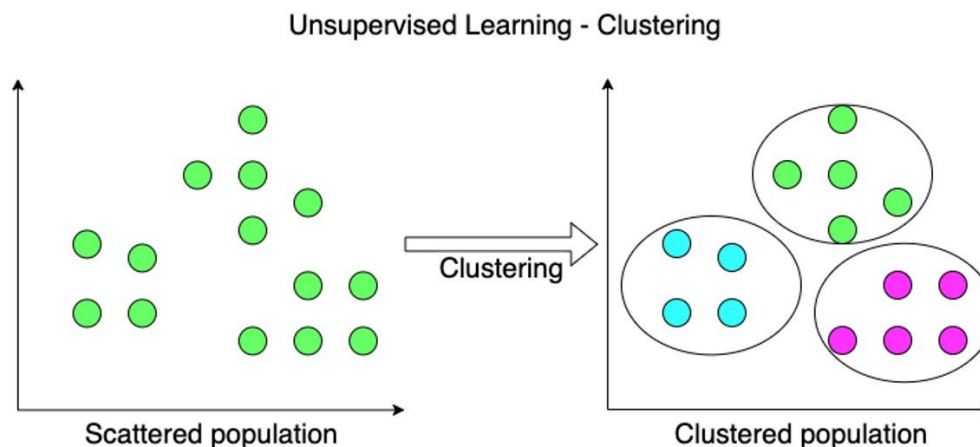 Unsupervised Learning - Clustering
Clustering
Scattered population
Clustered population